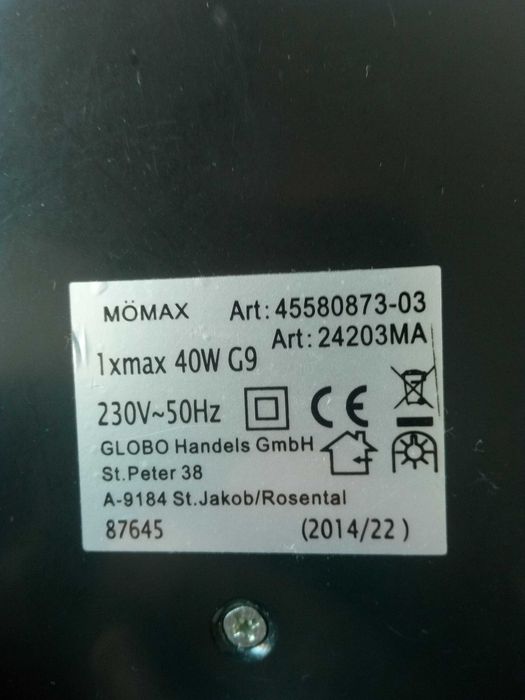 MÖMAX Art: 45580873-03
Art: 24203MA
1xmax 40W G9
230V~50Hz CE
GLOBO Handels GmbH
St.Peter 38
A-9184 St.Jakob/Rosental
87645 (2014/22)